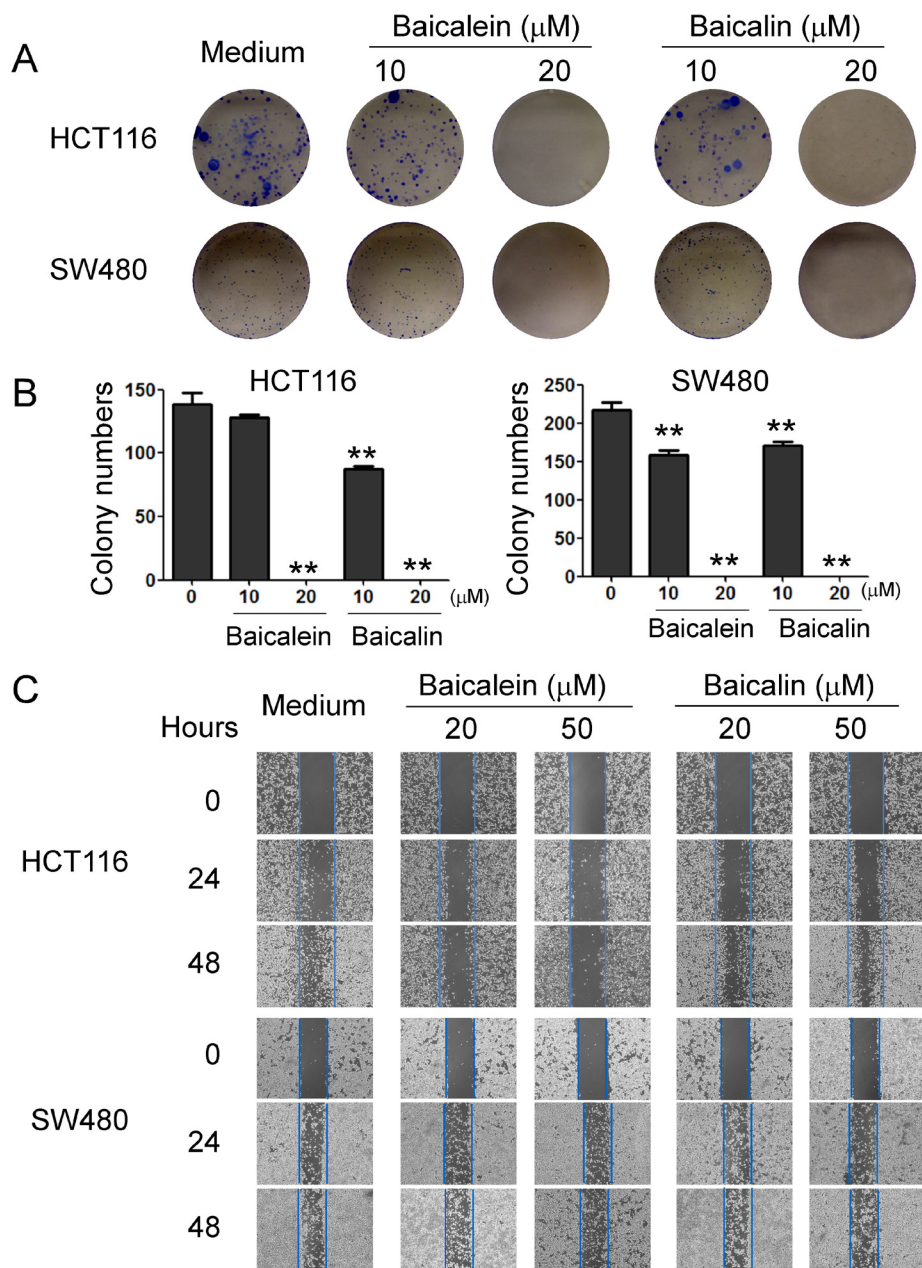 A
Medium
Baicalein (μM)
Baicalin (μM)
10
20
10
20
HCT116
SW480
B
HCT116
Colony numbers
150
100
50
0
**
**
**
0
10
20
10
20
(μM)
Baicalein
Baicalin
SW480
Colony numbers
250
200
150
100
50
0
**
**
**
**
0
10
20
10
20
(μM)
Baicalein
Baicalin
C
Hours
Medium
Baicalein (μM)
Baicalin (μM)
20
50
20
50
HCT116
0
24
48
SW480
0
24
48